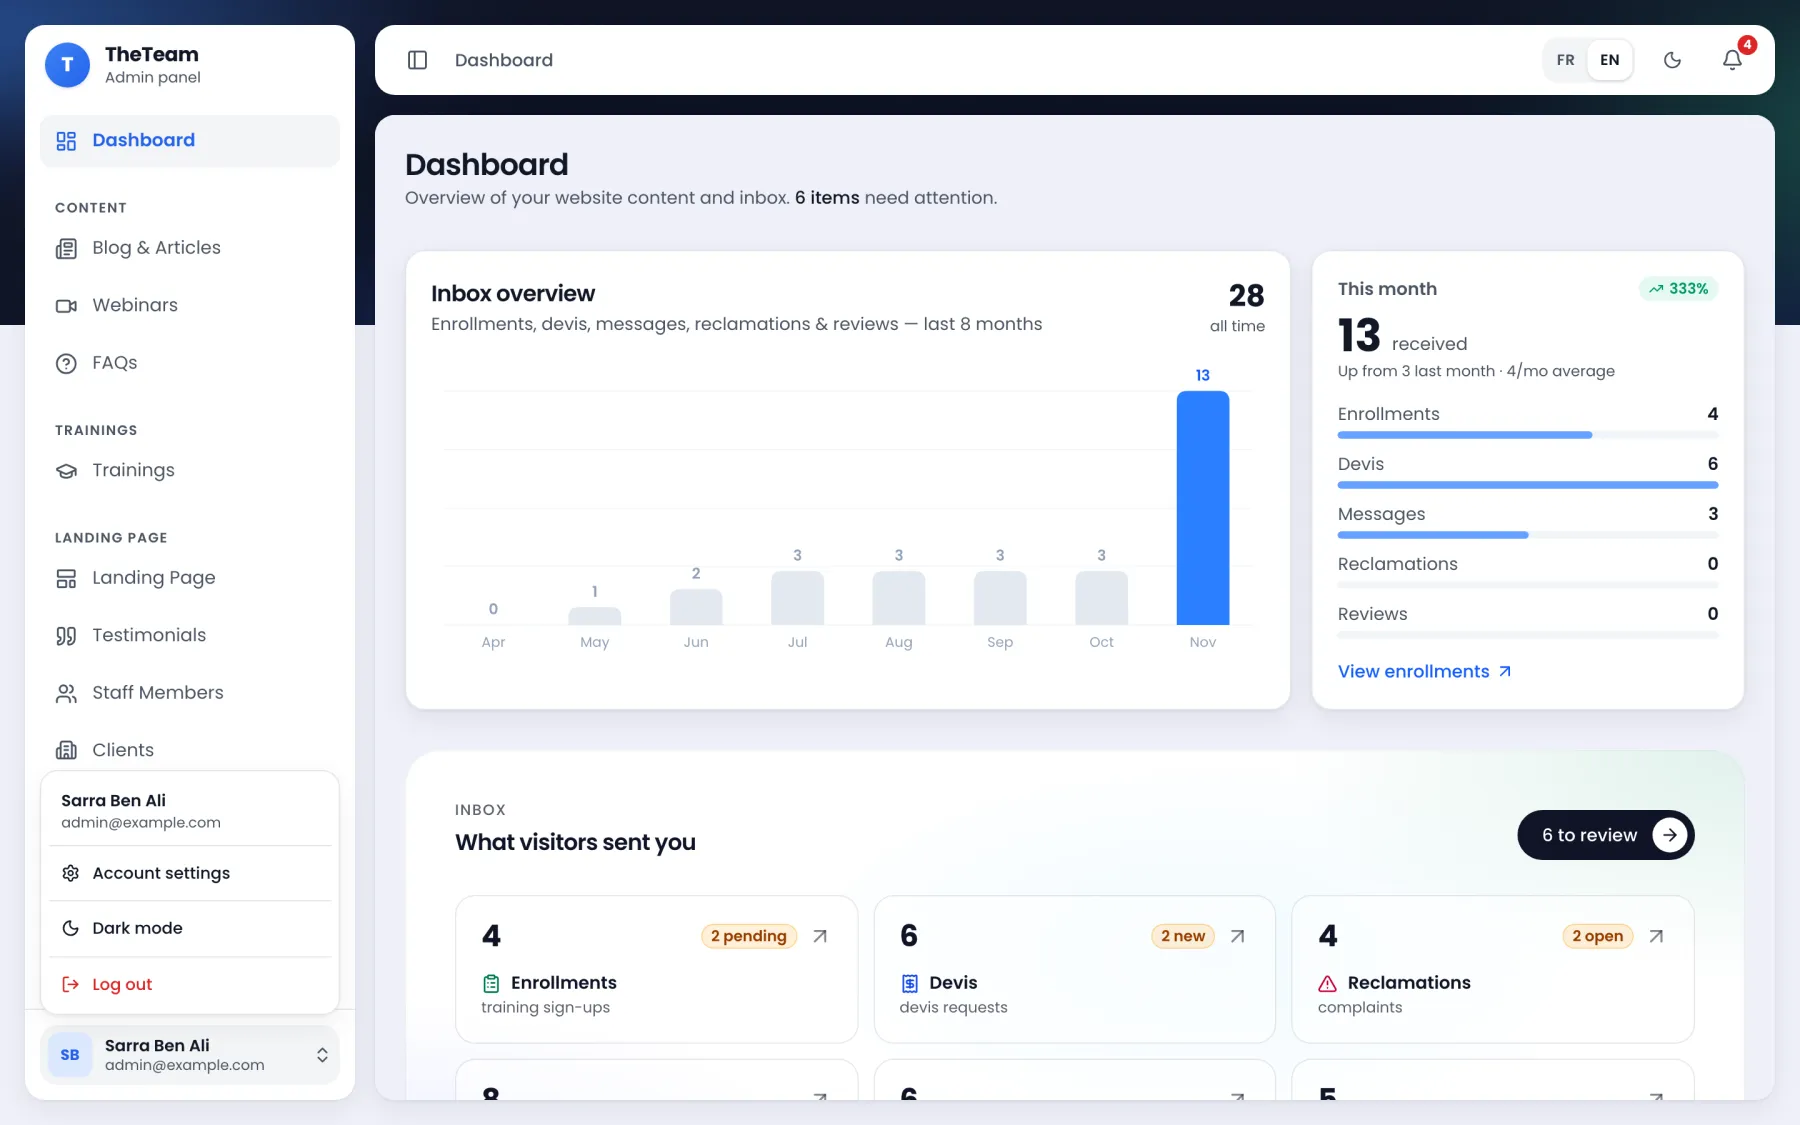 T
TheTeam
Admin panel
Dashboard
CONTENT
Blog & Articles
Webinars
FAQs
TRAININGS
Trainings
LANDING PAGE
Landing Page
Testimonials
Staff Members
Clients
Sarra Ben Ali
admin@example.com
Account settings
Dark mode
Log out
SB
Sarra Ben Ali
admin@example.com
Dashboard
FR EN
4
Dashboard
Overview of your website content and inbox. 6 items need attention.
Inbox overview
Enrollments, devis, messages, reclamations & reviews — last 8 months
28
all time
0 1 2 3 3 3 3 13
Apr May Jun Jul Aug Sep Oct Nov
This month
333%
13 received
Up from 3 last month · 4/mo average
Enrollments 4
Devis 6
Messages 3
Reclamations 0
Reviews 0
View enrollments
INBOX
What visitors sent you
6 to review
4 2 pending
Enrollments
training sign-ups
6 2 new
Devis
devis requests
4 2 open
Reclamations
complaints
8
6
5